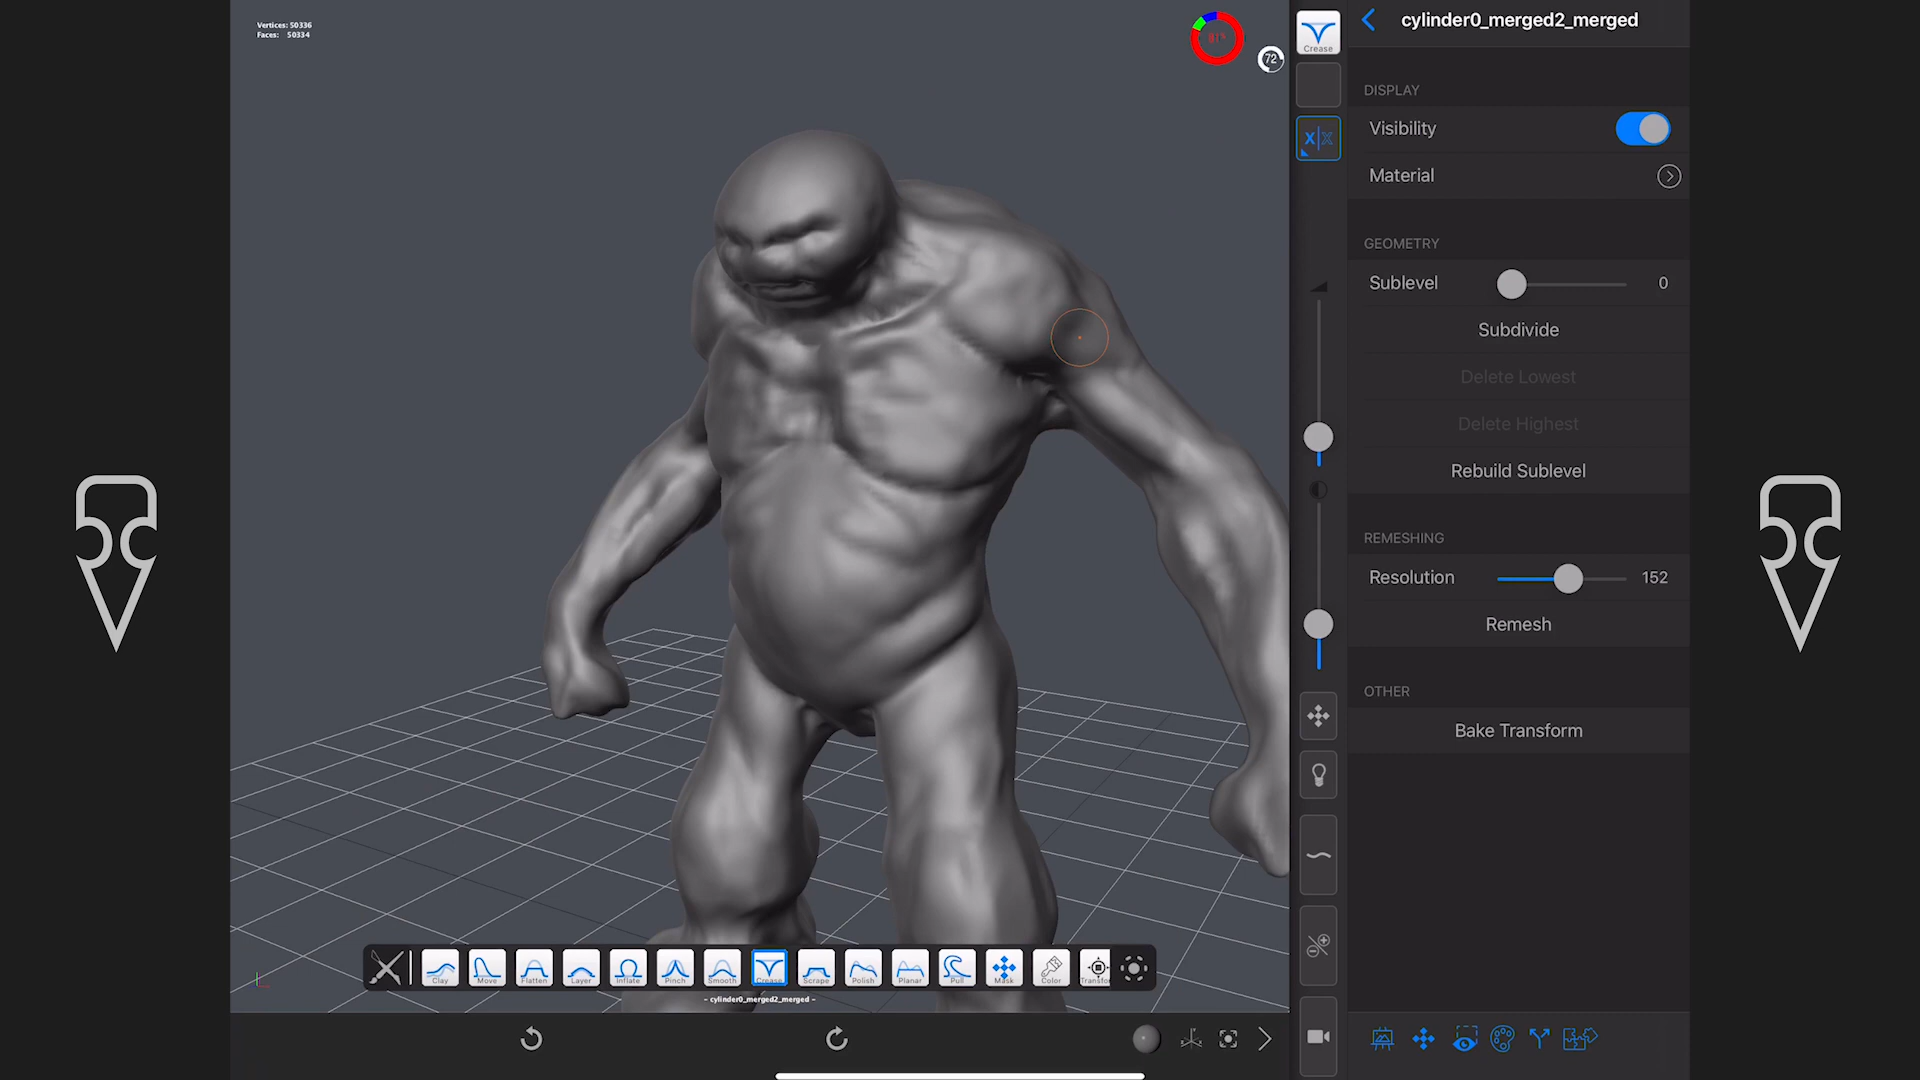 Vertices: 50336
Faces: 50334
81%
72
Crease
X|X
cylinder0_merged2_merged
DISPLAY
Visibility
Material
GEOMETRY
Sublevel 0
Subdivide
Delete Lowest
Delete Highest
Rebuild Sublevel
REMESHING
Resolution 152
Remesh
OTHER
Bake Transform
Clay Move Flatten Layer Inflate Pinch Smooth Crease Scrape Polish Planar Pull Mask Color Transfo
~ cylinder0_merged2_merged ~